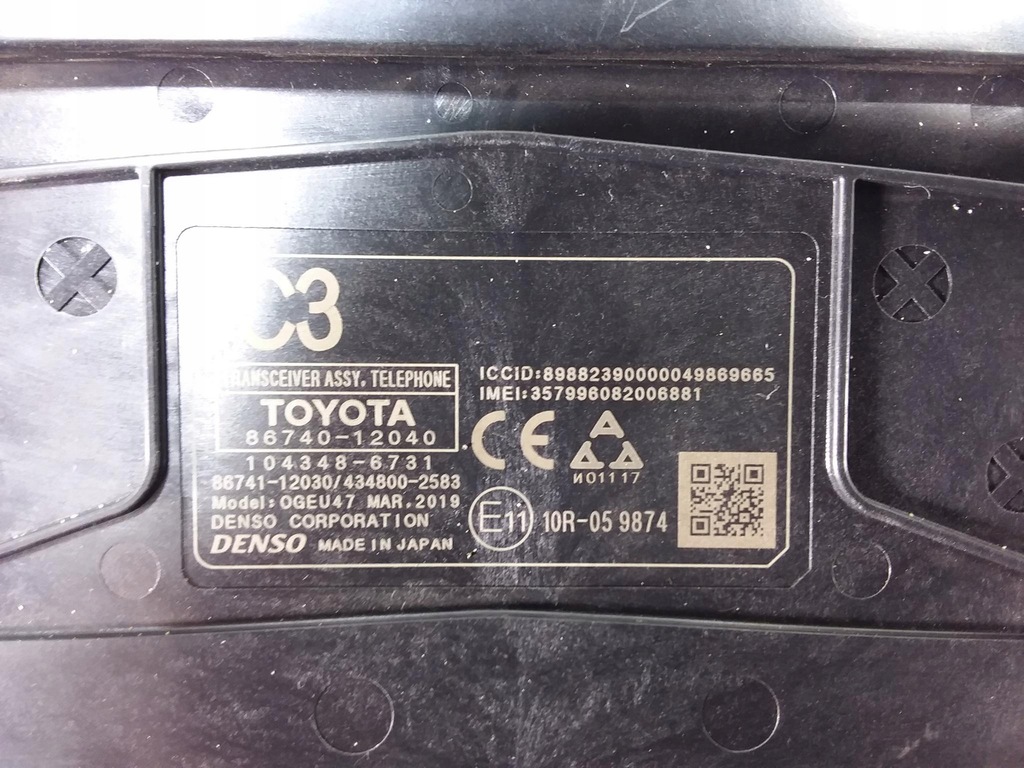 C3
TRANSCEIVER ASSY, TELEPHONE
TOYOTA
86740-12040
104348-6731
86741-12030/434800-2583
Model: OGEU47 MAR.2019
DENSO CORPORATION
DENSO MADE IN JAPAN
ICCID:89882390000049869665
IMEI:357996082006881
CE
И01117
E11 10R-05 9874